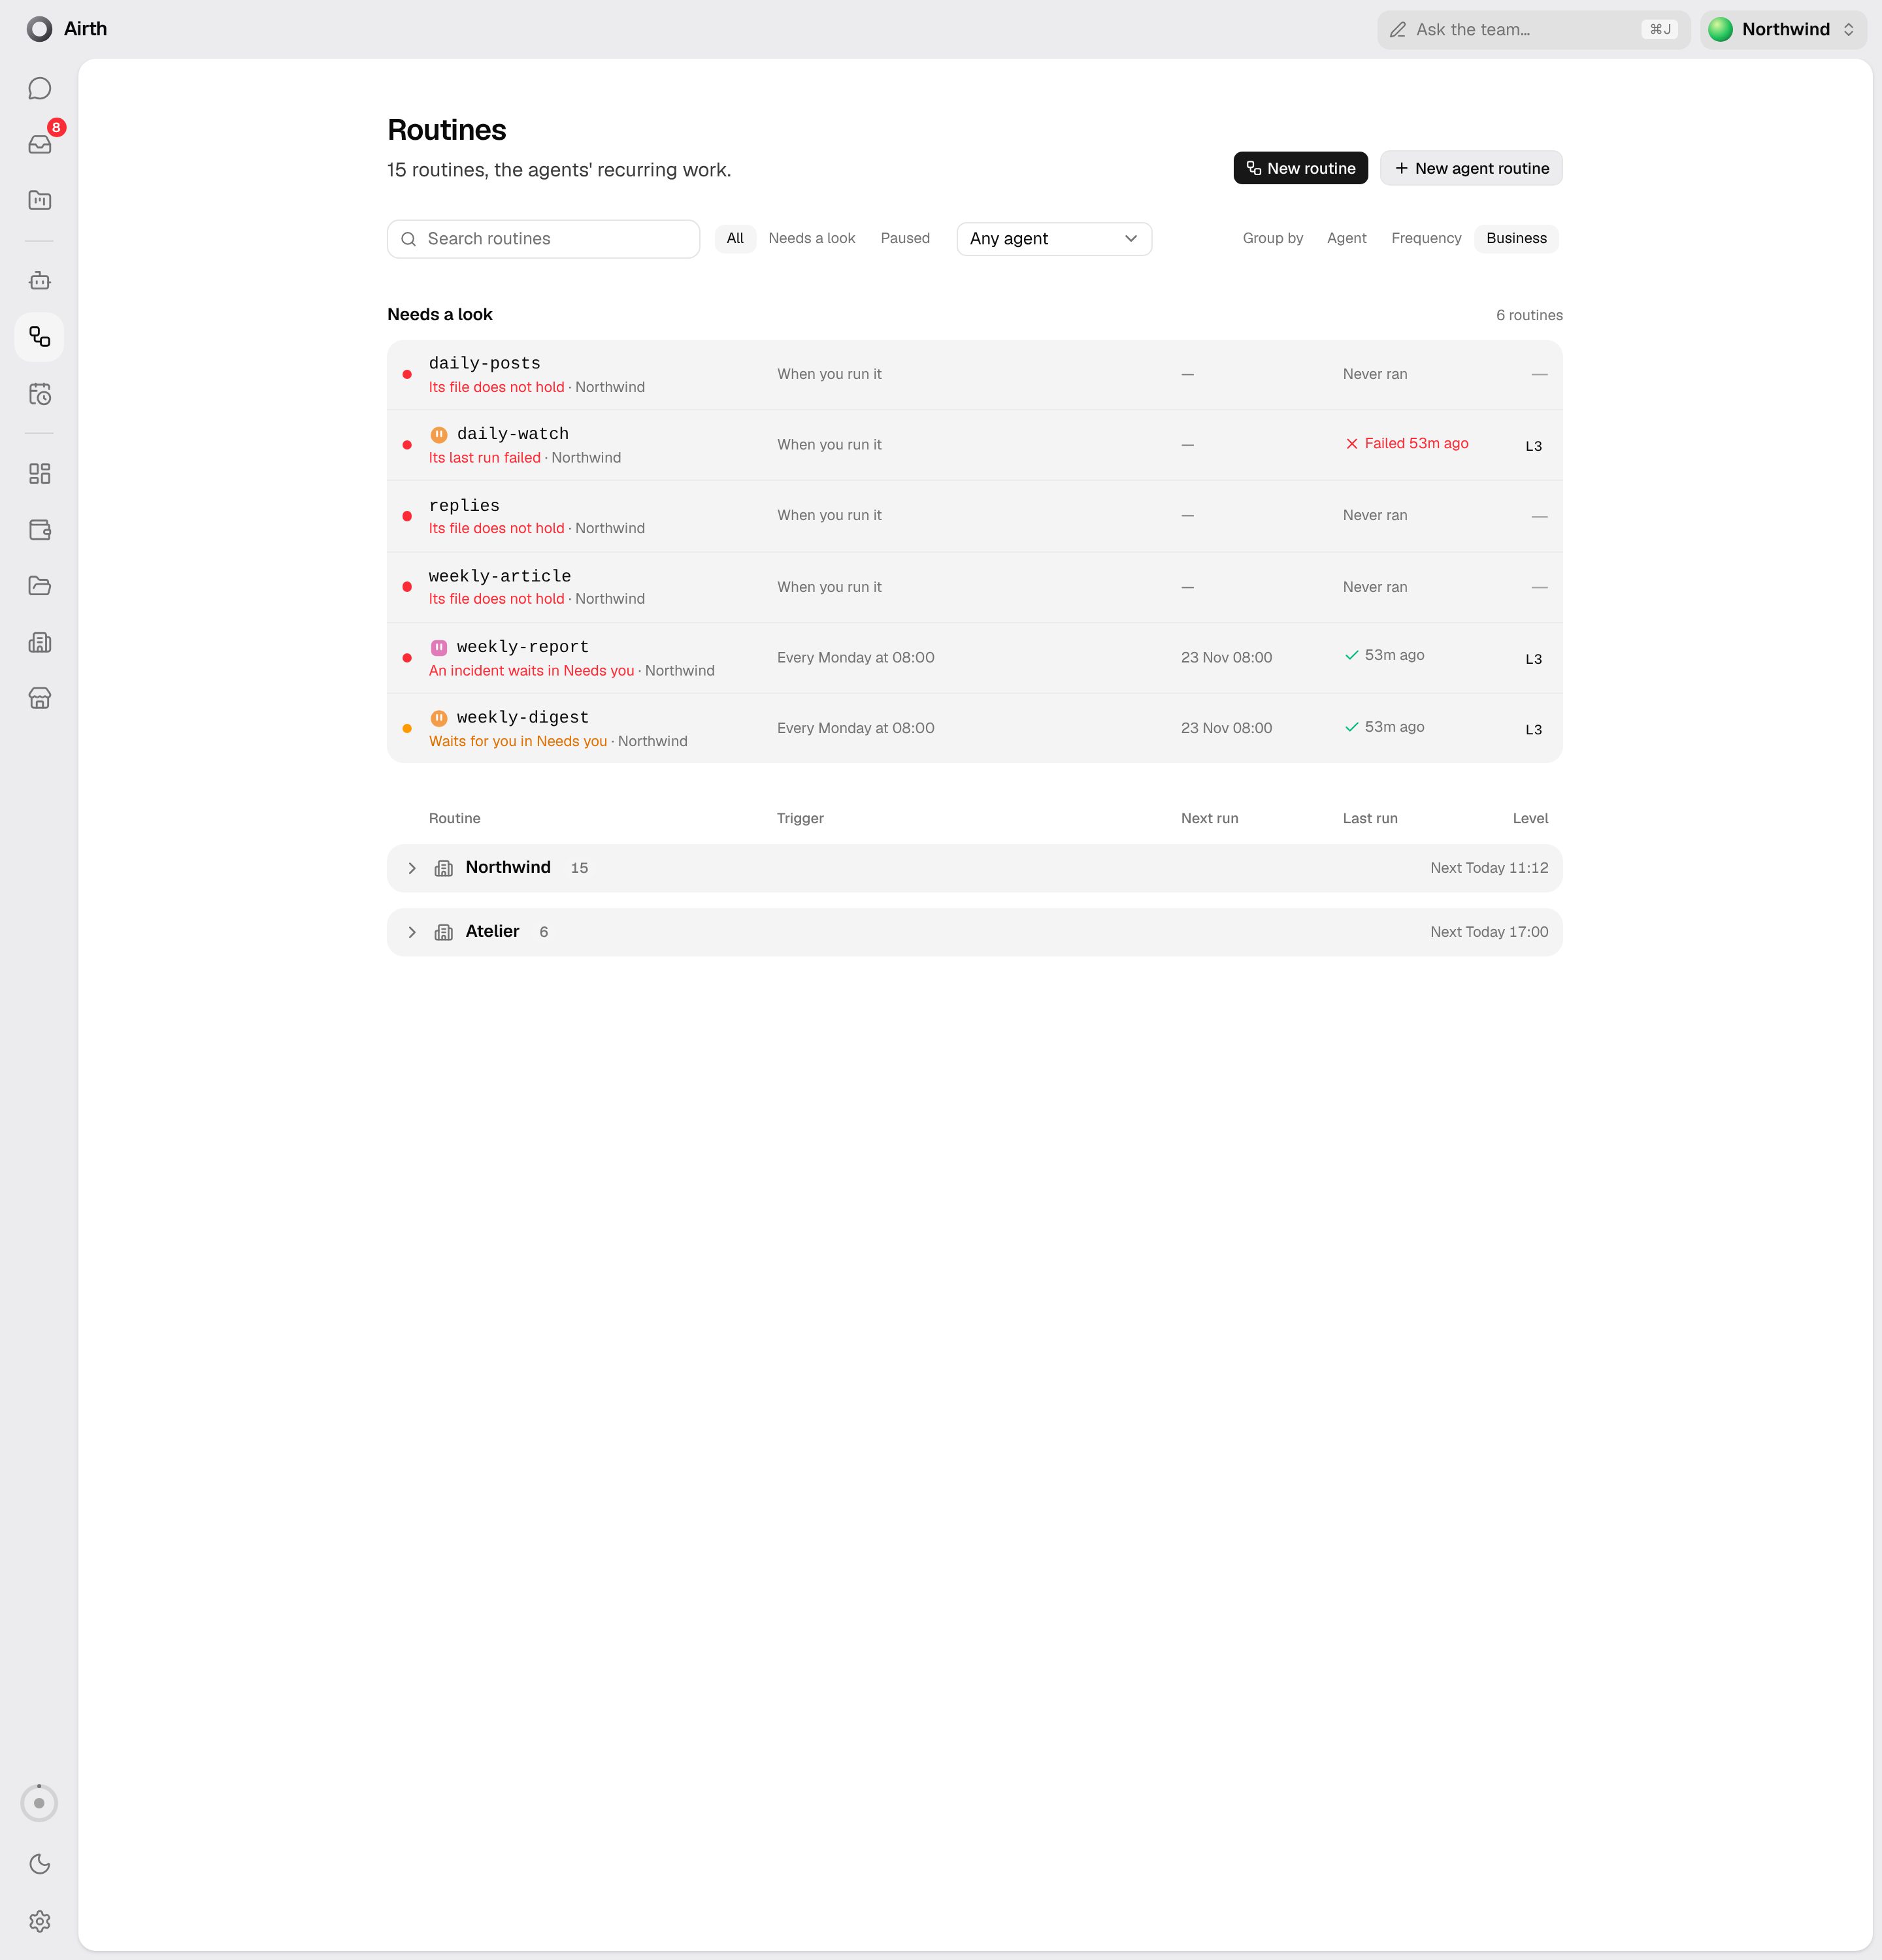 Airth
Ask the team... ⌘J
Northwind
8
Routines
15 routines, the agents' recurring work.
New routine
New agent routine
Search routines
All Needs a look Paused
Any agent
Group by Agent Frequency Business
Needs a look
6 routines
daily-posts
Its file does not hold · Northwind
When you run it — Never ran —
daily-watch
Its last run failed · Northwind
When you run it — Failed 53m ago L3
replies
Its file does not hold · Northwind
When you run it — Never ran —
weekly-article
Its file does not hold · Northwind
When you run it — Never ran —
weekly-report
An incident waits in Needs you · Northwind
Every Monday at 08:00 23 Nov 08:00 53m ago L3
weekly-digest
Waits for you in Needs you · Northwind
Every Monday at 08:00 23 Nov 08:00 53m ago L3
Routine Trigger Next run Last run Level
Northwind 15 Next Today 11:12
Atelier 6 Next Today 17:00